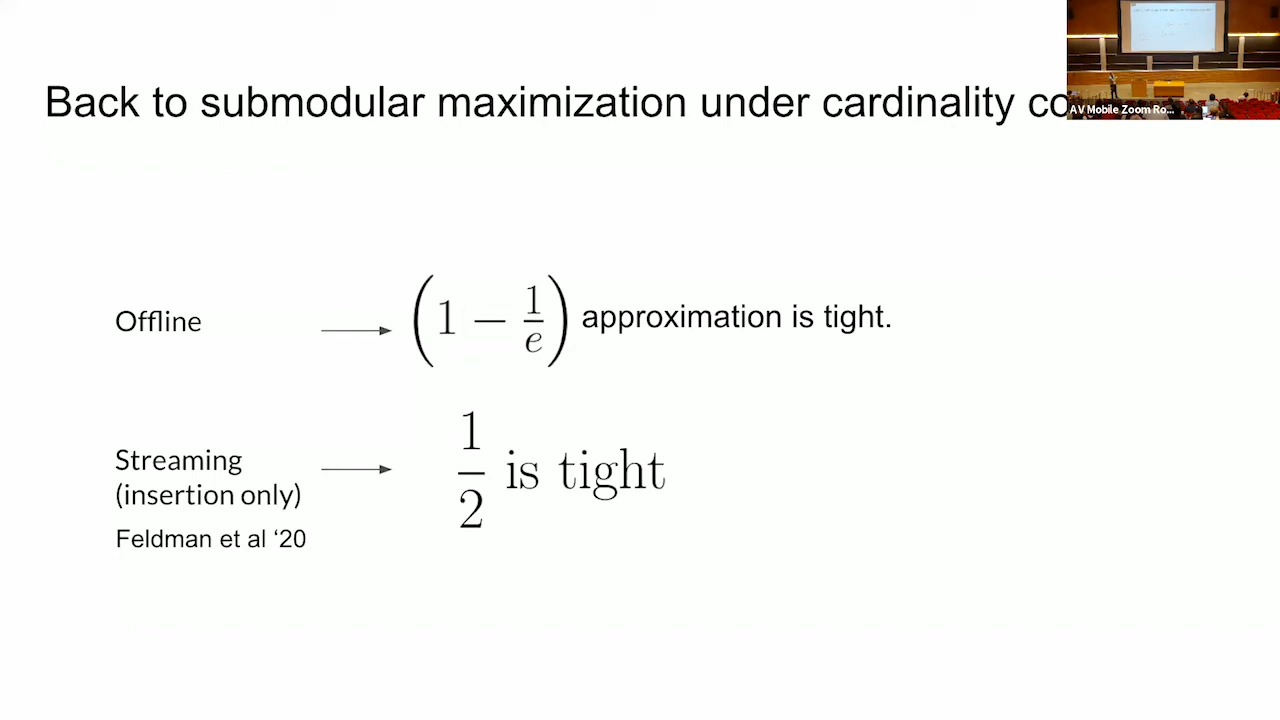 Back to submodular maximization under cardinality co
AV Mobile Zoom Ro...
Offline
(1 − 1/e) approximation is tight.
Streaming
(insertion only)
1/2 is tight
Feldman et al ‘20